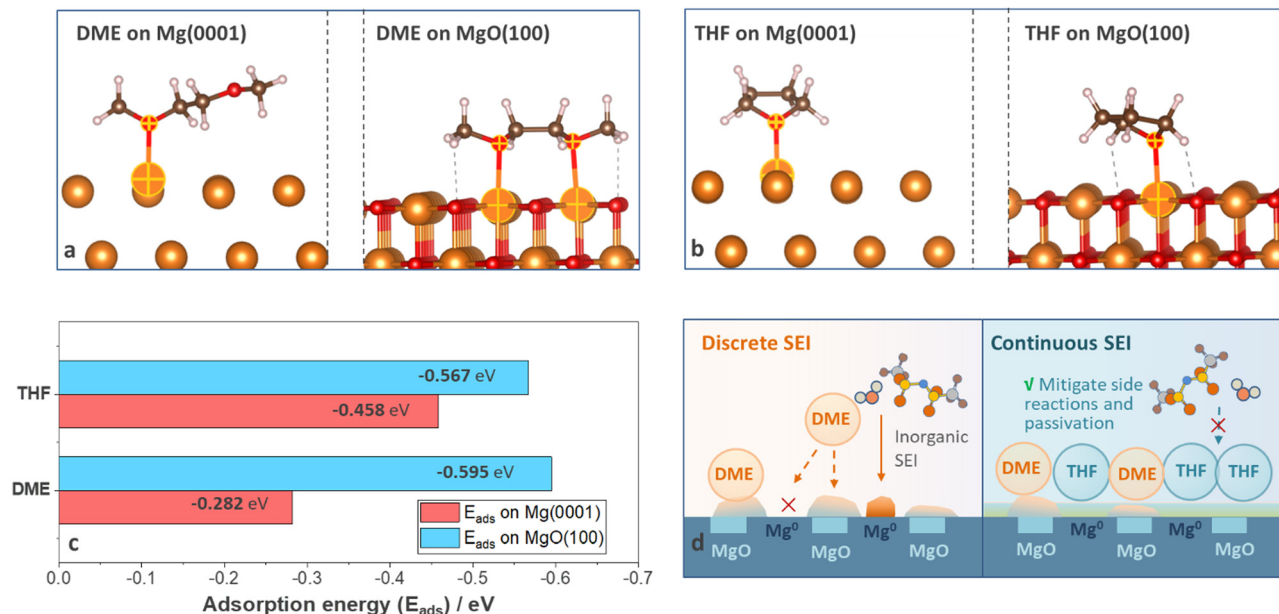 DME on Mg(0001)
DME on MgO(100)
a
THF on Mg(0001)
THF on MgO(100)
b
THF
DME
-0.567 eV
-0.458 eV
-0.595 eV
-0.282 eV
E_ads on Mg(0001)
E_ads on MgO(100)
c
0.0 -0.1 -0.2 -0.3 -0.4 -0.5 -0.6 -0.7
Adsorption energy (E_ads) / eV
Discrete SEI
DME
DME
Inorganic
SEI
Mg⁰
Mg⁰
MgO
MgO
MgO
d
Continuous SEI
√ Mitigate side
reactions and
passivation
DME
THF
DME
THF
THF
Mg⁰
Mg⁰
MgO
MgO
MgO